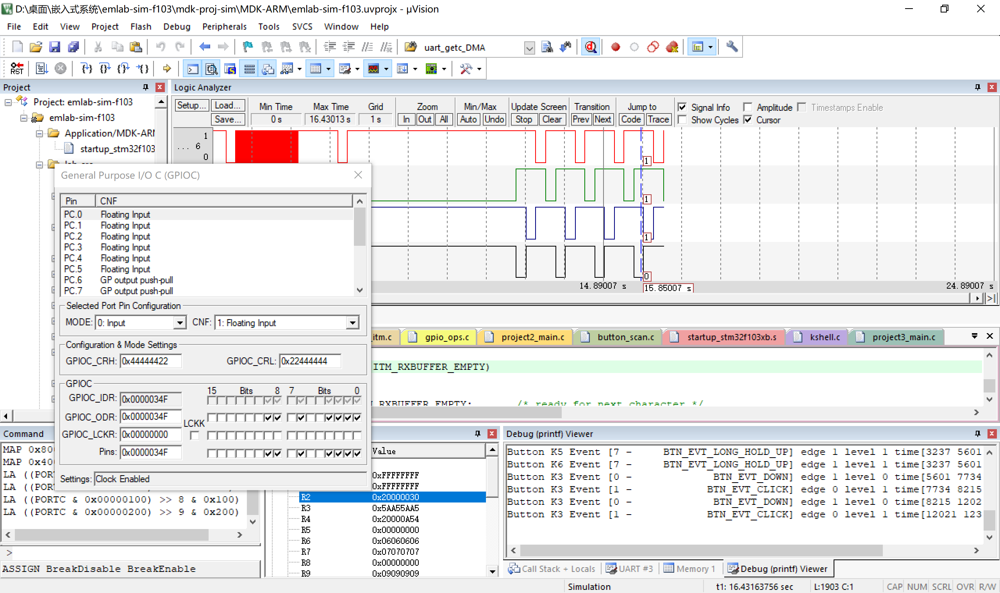 D:\桌面\嵌入式系统\emlab-sim-f103\mdk-proj-sim\MDK-ARM\emlab-sim-f103.uvprojx - µVision
File Edit View Project Flash Debug Peripherals Tools SVCS Window Help
uart_getc_DMA
RST
Project
Project: emlab-sim-f103
emlab-sim-f103
Application/MDK-ARM
startup_stm32f103
Logic Analyzer
Setup... Load... Min Time Max Time Grid Zoom Min/Max Update Screen Transition Jump to Signal Info Amplitude Timestamps Enable
Save... 0 s 16.43013 s 1 s In Out All Auto Undo Stop Clear Prev Next Code Trace Show Cycles Cursor
1
... 6
0
1
1
1
0
14.89007 s 15.85007 s 24.89007 s
General Purpose I/O C (GPIOC)
Pin CNF
PC.0 Floating Input
PC.1 Floating Input
PC.2 Floating Input
PC.3 Floating Input
PC.4 Floating Input
PC.5 Floating Input
PC.6 GP output push-pull
PC.7 GP output push-pull
Selected Port Pin Configuration
MODE: 0: Input CNF: 1: Floating Input
Configuration & Mode Settings
GPIOC_CRH: 0x44444422 GPIOC_CRL: 0x22444444
GPIOC
15 Bits 8 7 Bits 0
GPIOC_IDR: 0x0000034F
GPIOC_ODR: 0x0000034F
LCKK
GPIOC_LCKR: 0x00000000
Pins: 0x0000034F
Settings: Clock Enabled
_itm.c gpio_ops.c project2_main.c button_scan.c startup_stm32f103xb.s kshell.c project3_main.c
ITM_RXBUFFER_EMPTY)
RXBUFFER_EMPTY; /* ready for next character */
Command
MAP 0x80
MAP 0x40
LA ((POR
LA ((POR
LA ((PORTC & 0x00000100) >> 8 & 0x100)
LA ((PORTC & 0x00000200) >> 9 & 0x200)
>
ASSIGN BreakDisable BreakEnable
Value
0xFFFFFFFF
0xFFFFFFFF
R2 0x20000030
R3 0x5AA55AA5
R4 0x20000A54
R5 0x00000000
R6 0x06060606
R7 0x07070707
R8 0x00000000
R9 0x09090909
Debug (printf) Viewer
Button K5 Event [7 - BTN_EVT_LONG_HOLD_UP] edge 1 level 1 time[3237 5601
Button K6 Event [7 - BTN_EVT_LONG_HOLD_UP] edge 1 level 1 time[3237 5601
Button K3 Event [0 - BTN_EVT_DOWN] edge 1 level 0 time[5601 7734
Button K3 Event [1 - BTN_EVT_CLICK] edge 0 level 1 time[7734 8215
Button K3 Event [0 - BTN_EVT_DOWN] edge 1 level 0 time[8215 1202
Button K3 Event [1 - BTN_EVT_CLICK] edge 0 level 1 time[12021 123
Call Stack + Locals UART #3 Memory 1 Debug (printf) Viewer
Simulation t1: 16.43163756 sec L:1903 C:1 CAP NUM SCRL OVR R/W